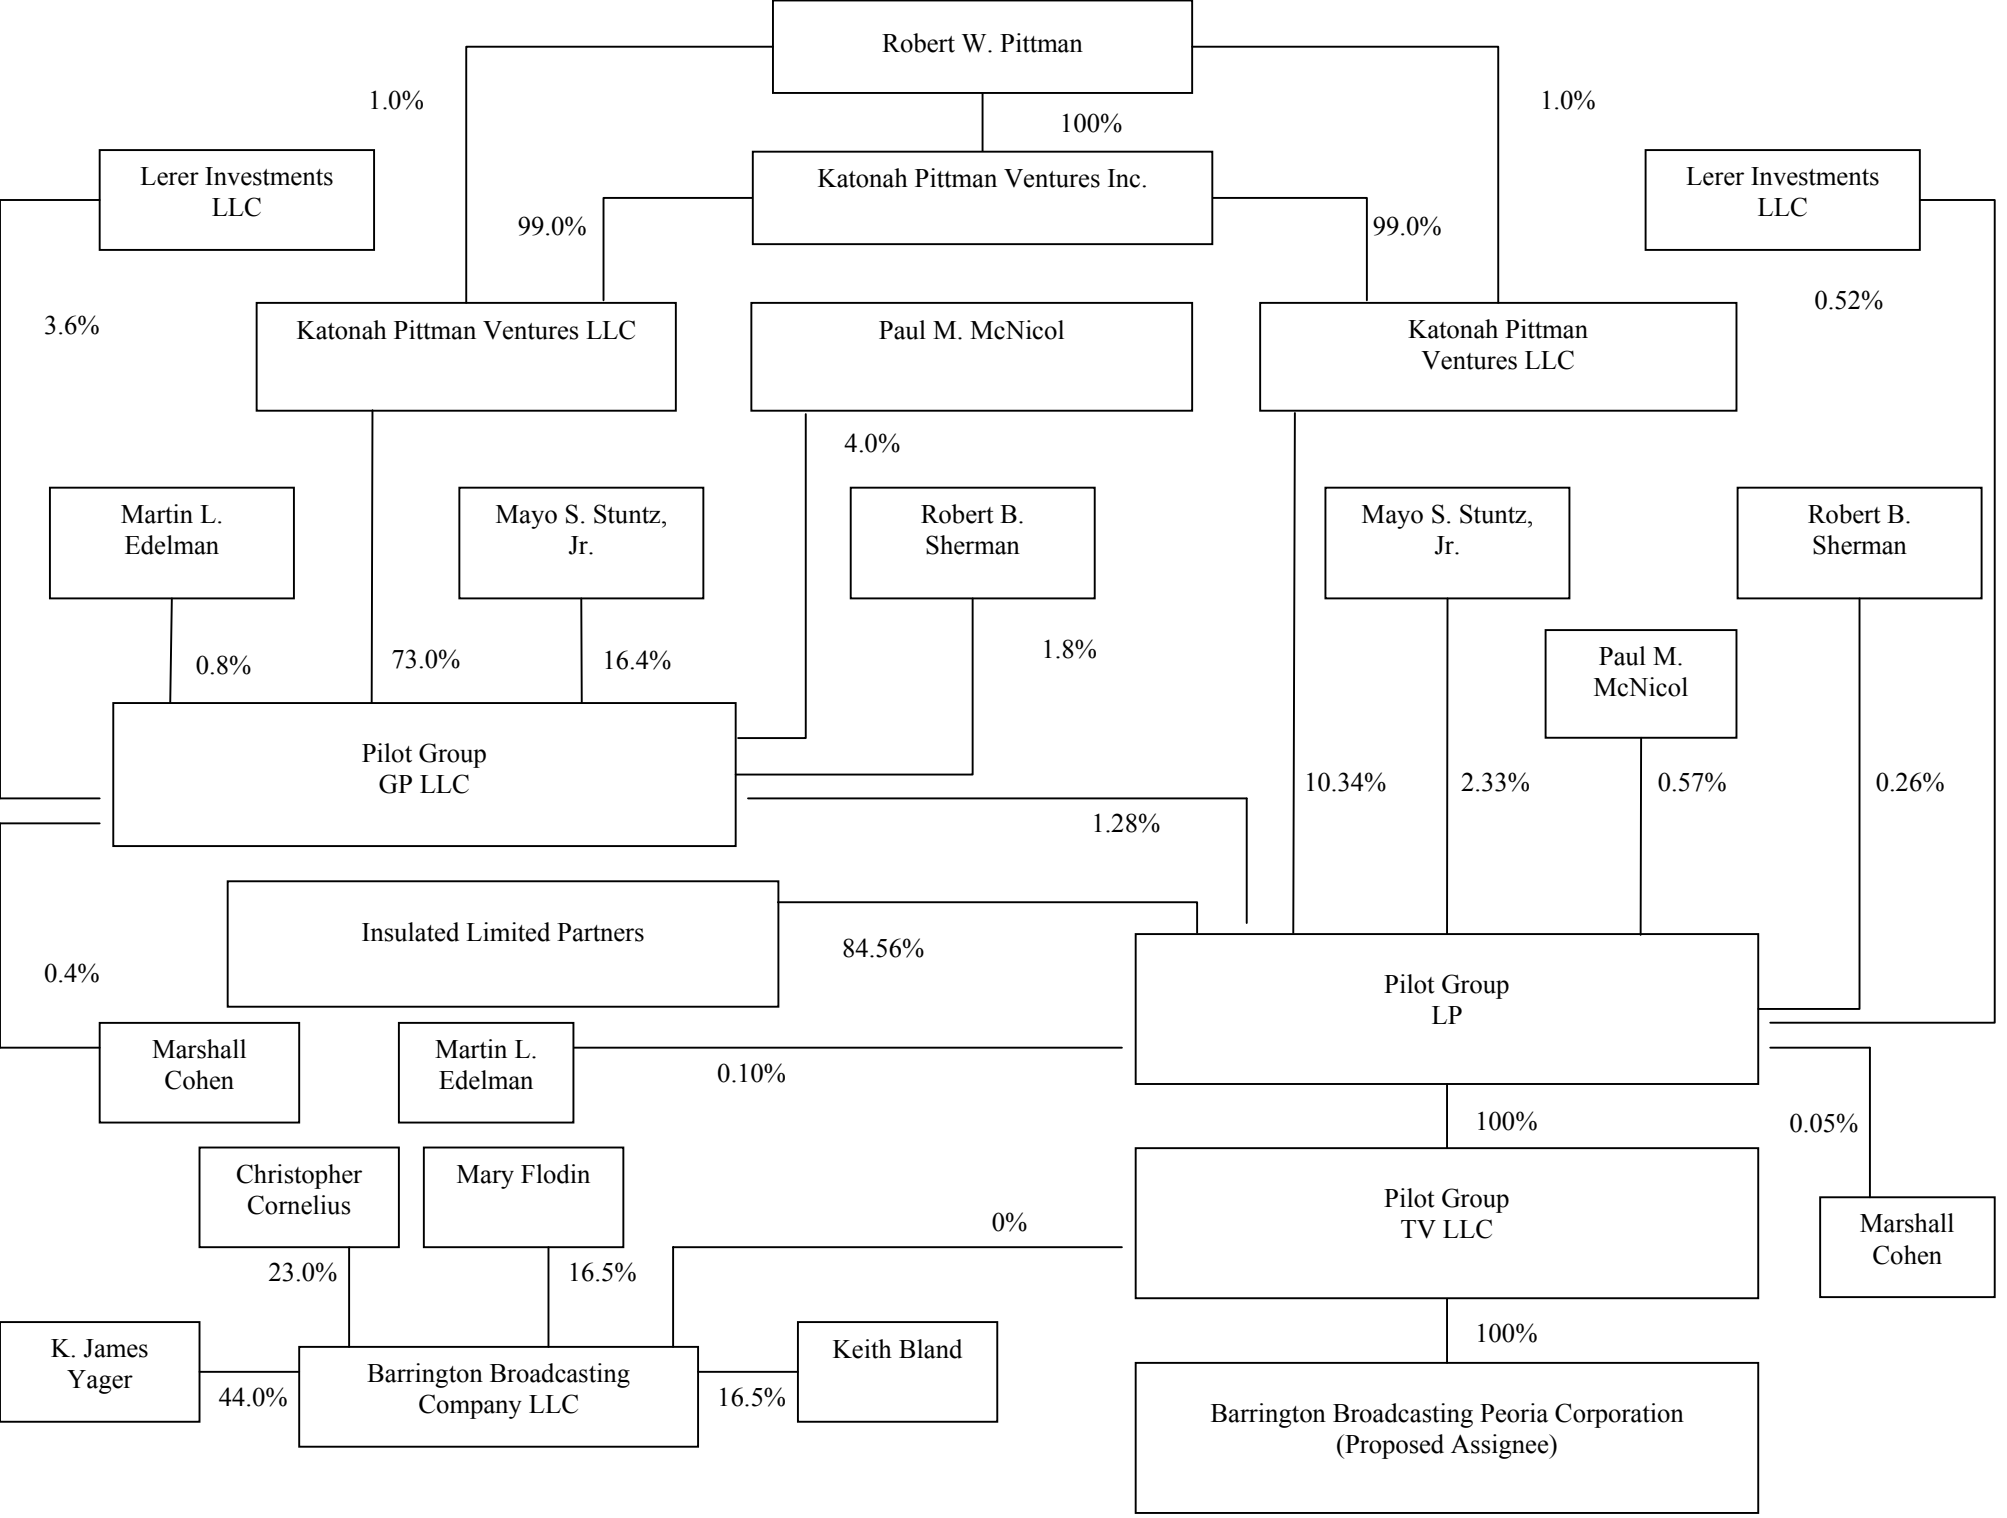 Robert W. Pittman
1.0%
100%
1.0%
Lerer Investments
LLC
Katonah Pittman Ventures Inc.
Lerer Investments
LLC
99.0%
99.0%
3.6%
Katonah Pittman Ventures LLC
Paul M. McNicol
Katonah Pittman
Ventures LLC
0.52%
4.0%
Martin L.
Edelman
Mayo S. Stuntz,
Jr.
Robert B.
Sherman
Mayo S. Stuntz,
Jr.
Robert B.
Sherman
0.8%
73.0%
16.4%
1.8%
Paul M.
McNicol
Pilot Group
GP LLC
10.34%
2.33%
0.57%
0.26%
1.28%
Insulated Limited Partners
84.56%
0.4%
Pilot Group
LP
Marshall
Cohen
Martin L.
Edelman
0.10%
100%
0.05%
Christopher
Cornelius
Mary Flodin
Pilot Group
TV LLC
0%
Marshall
Cohen
23.0%
16.5%
K. James
Yager
44.0%
Barrington Broadcasting
Company LLC
16.5%
Keith Bland
100%
Barrington Broadcasting Peoria Corporation
(Proposed Assignee)